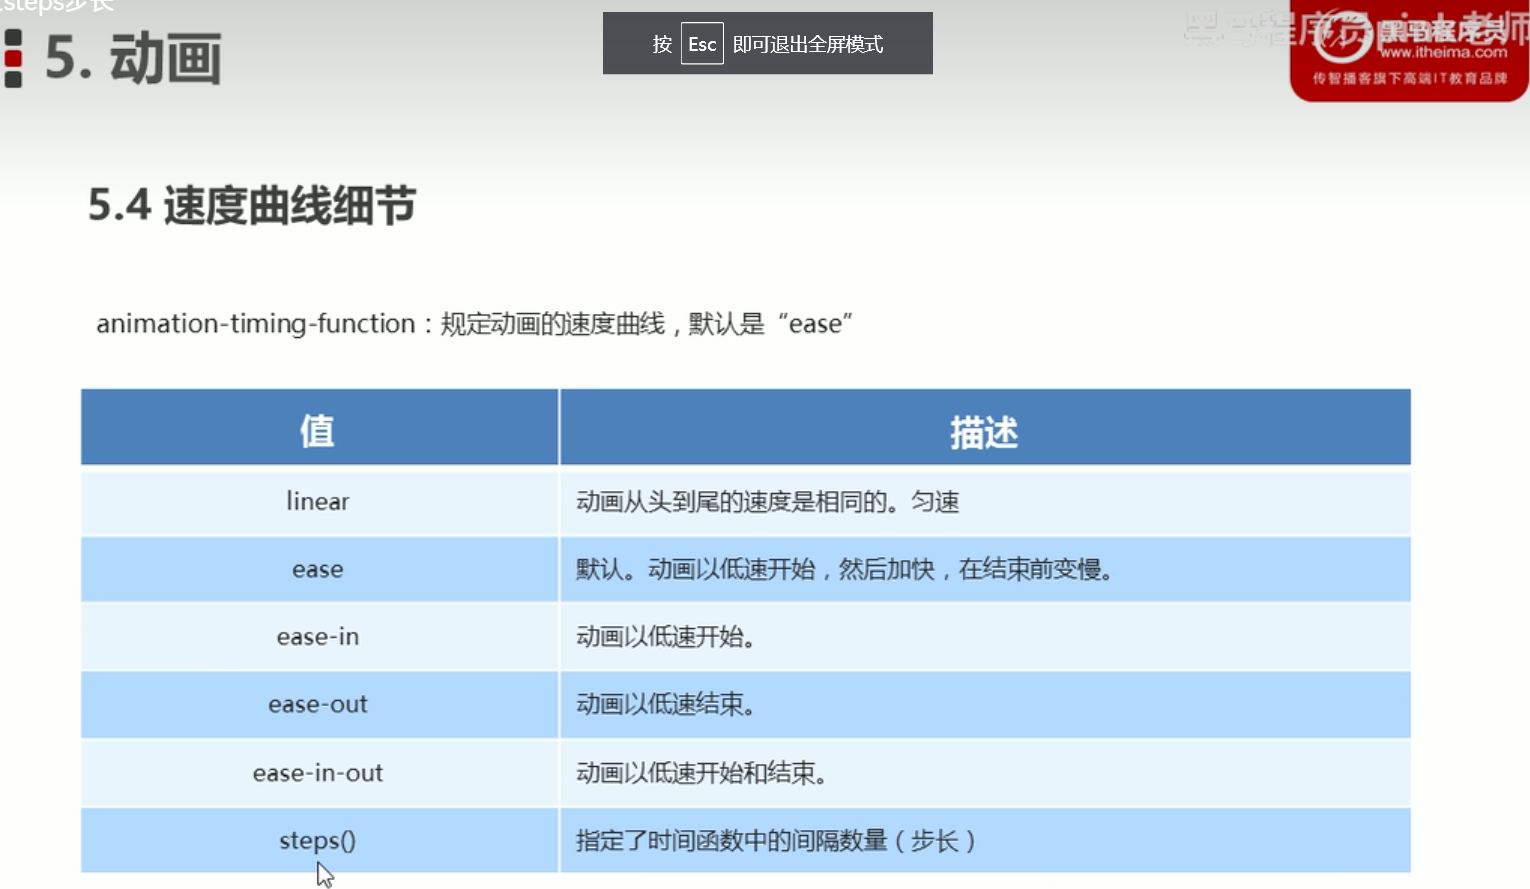 steps步长
按 Esc 即可退出全屏模式
5. 动画
www.itheima.com
传智播客旗下高端IT教育品牌
5.4 速度曲线细节
animation-timing-function：规定动画的速度曲线，默认是“ease”
值 描述
linear 动画从头到尾的速度是相同的。匀速
ease 默认。动画以低速开始，然后加快，在结束前变慢。
ease-in 动画以低速开始。
ease-out 动画以低速结束。
ease-in-out 动画以低速开始和结束。
steps() 指定了时间函数中的间隔数量（步长）